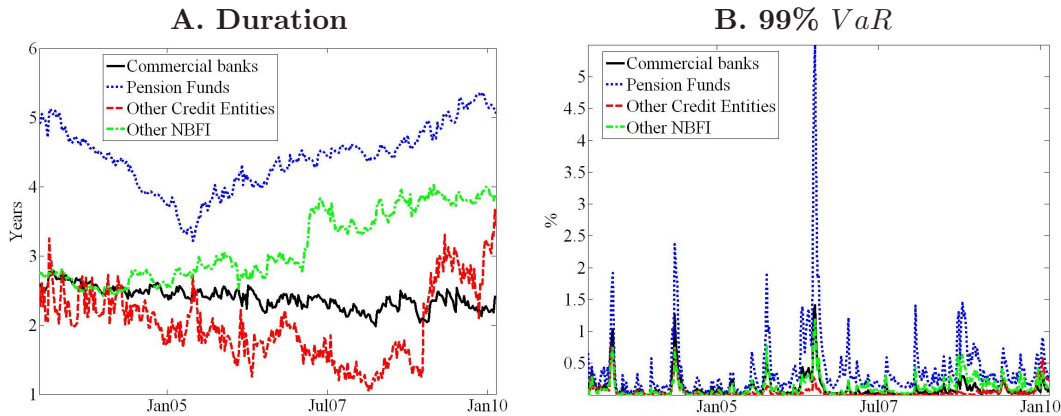 A. Duration
6
5
4
3
2
1
Years
Commercial banks
Pension Funds
Other Credit Entities
Other NBFI
Jan05
Jul07
Jan10
B. 99% VaR
5
4.5
4
3.5
3
2.5
2
1.5
1
0.5
%
Commercial banks
Pension Funds
Other Credit Entities
Other NBFI
Jan05
Jul07
Jan10